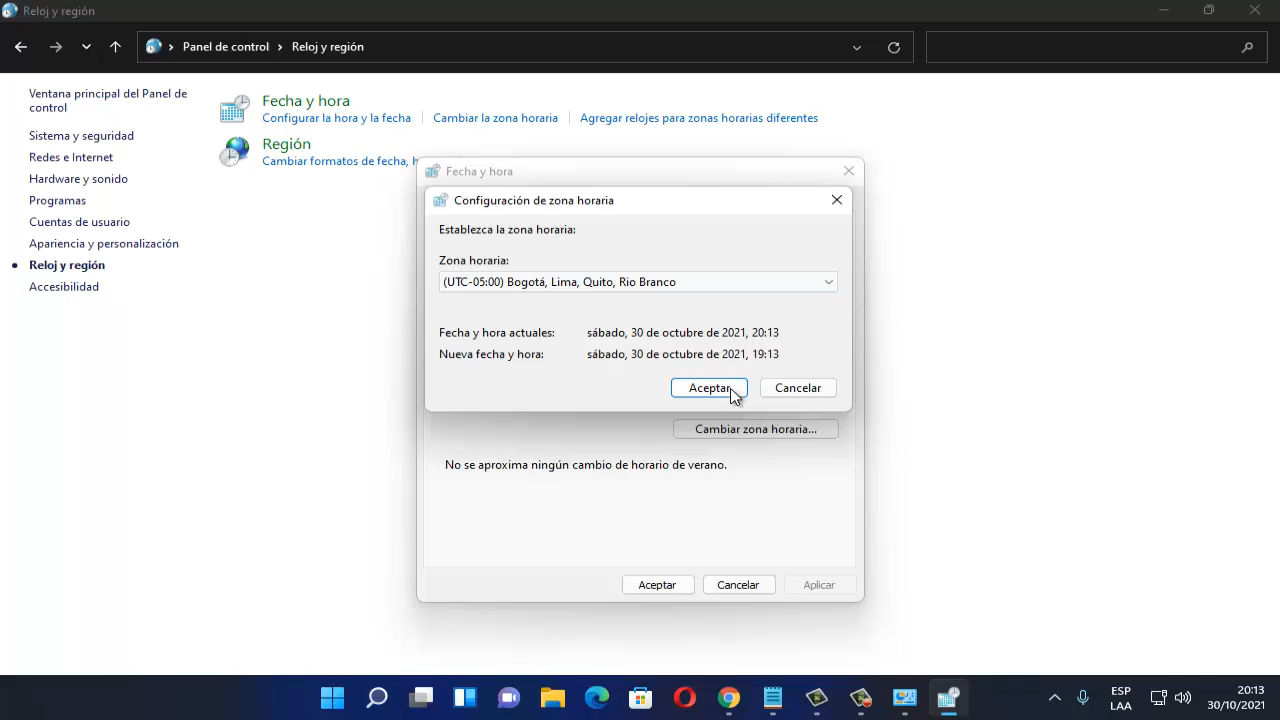 Reloj y región
Panel de control
Reloj y región
Ventana principal del Panel de
control
Sistema y seguridad
Redes e Internet
Hardware y sonido
Programas
Cuentas de usuario
Apariencia y personalización
Reloj y región
Accesibilidad
Fecha y hora
Configurar la hora y la fecha
Cambiar la zona horaria
Agregar relojes para zonas horarias diferentes
Región
Cambiar formatos de fecha, h
Fecha y hora
Configuración de zona horaria
Establezca la zona horaria:
Zona horaria:
(UTC-05:00) Bogotá, Lima, Quito, Rio Branco
Fecha y hora actuales: sábado, 30 de octubre de 2021, 20:13
Nueva fecha y hora: sábado, 30 de octubre de 2021, 19:13
Aceptar
Cancelar
Cambiar zona horaria...
No se aproxima ningún cambio de horario de verano.
Aceptar
Cancelar
Aplicar
ESP
LAA
20:13
30/10/2021